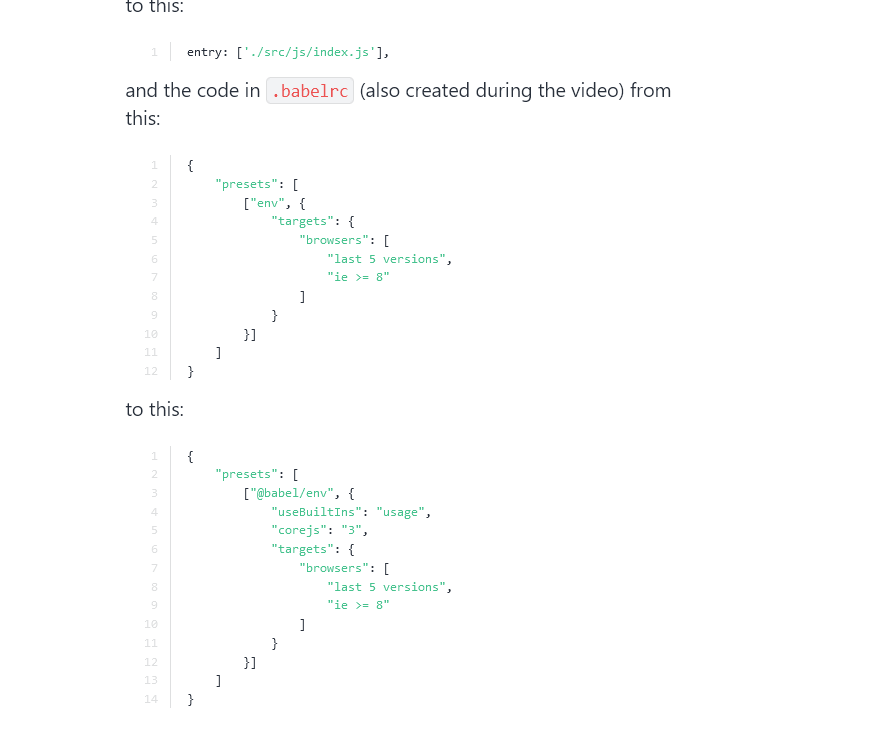 to this:
1 entry: ['./src/js/index.js'],
and the code in .babelrc (also created during the video) from
this:
1 {
2     "presets": [
3         ["env", {
4             "targets": {
5                 "browsers": [
6                     "last 5 versions",
7                     "ie >= 8"
8                 ]
9             }
10         }]
11     ]
12 }
to this:
1 {
2     "presets": [
3         ["@babel/env", {
4             "useBuiltIns": "usage",
5             "corejs": "3",
6             "targets": {
7                 "browsers": [
8                     "last 5 versions",
9                     "ie >= 8"
10                 ]
11             }
12         }]
13     ]
14 }